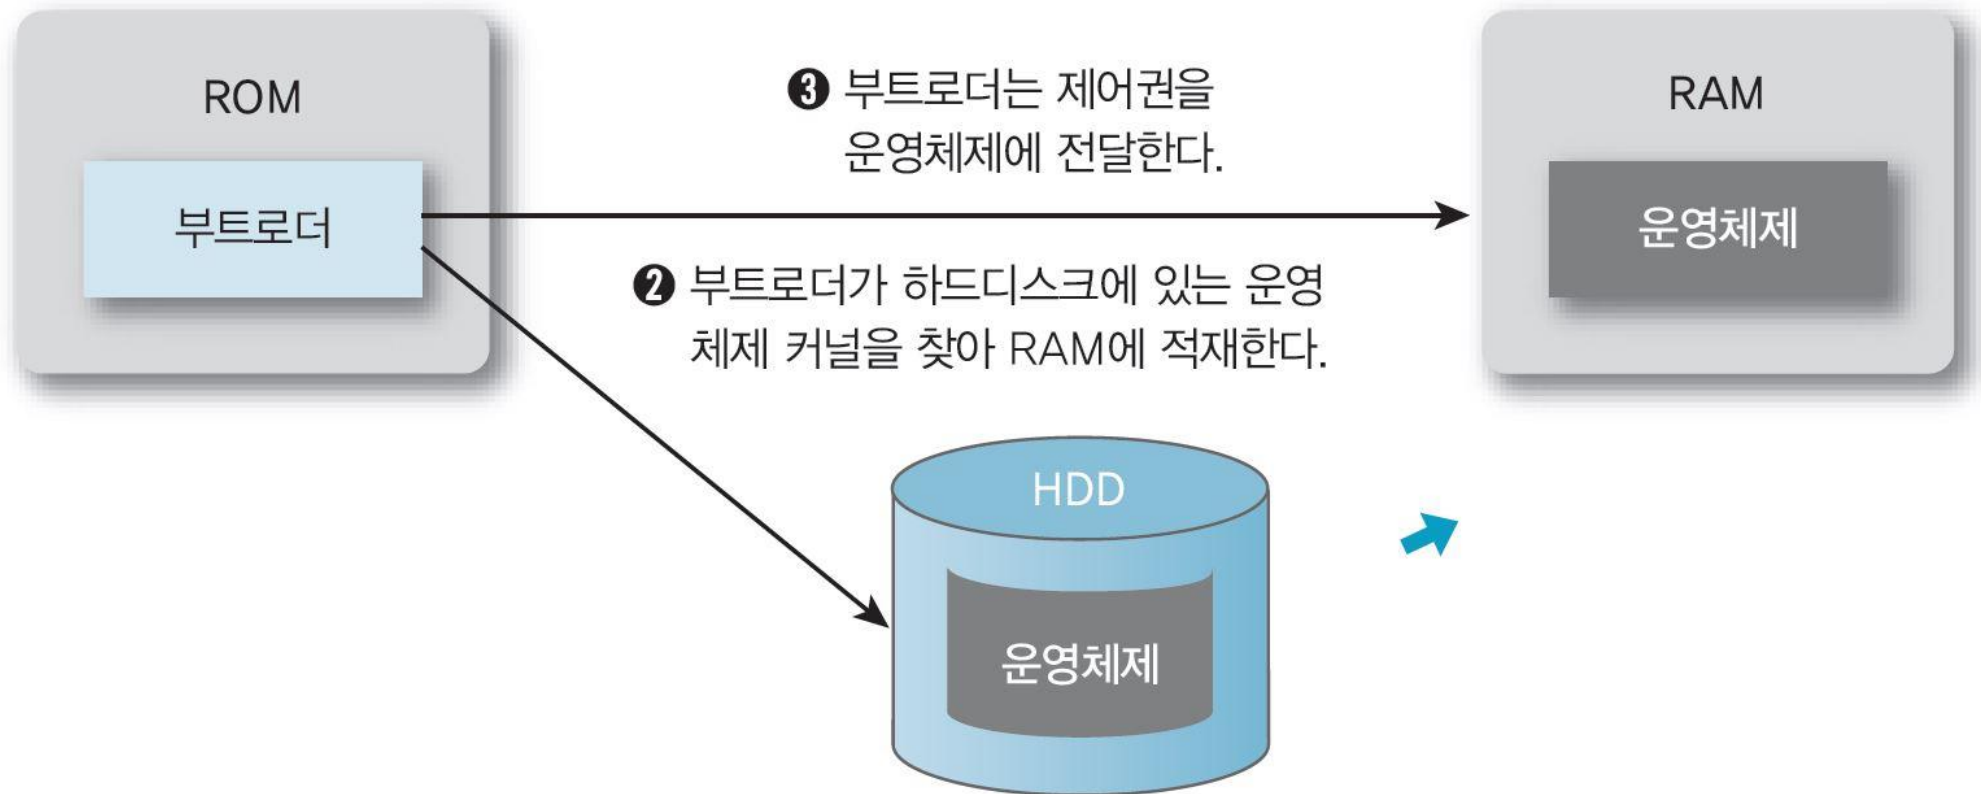 ROM
부트로더
❸ 부트로더는 제어권을
운영체제에 전달한다.
RAM
운영체제
❷ 부트로더가 하드디스크에 있는 운영
체제 커널을 찾아 RAM에 적재한다.
HDD
운영체제